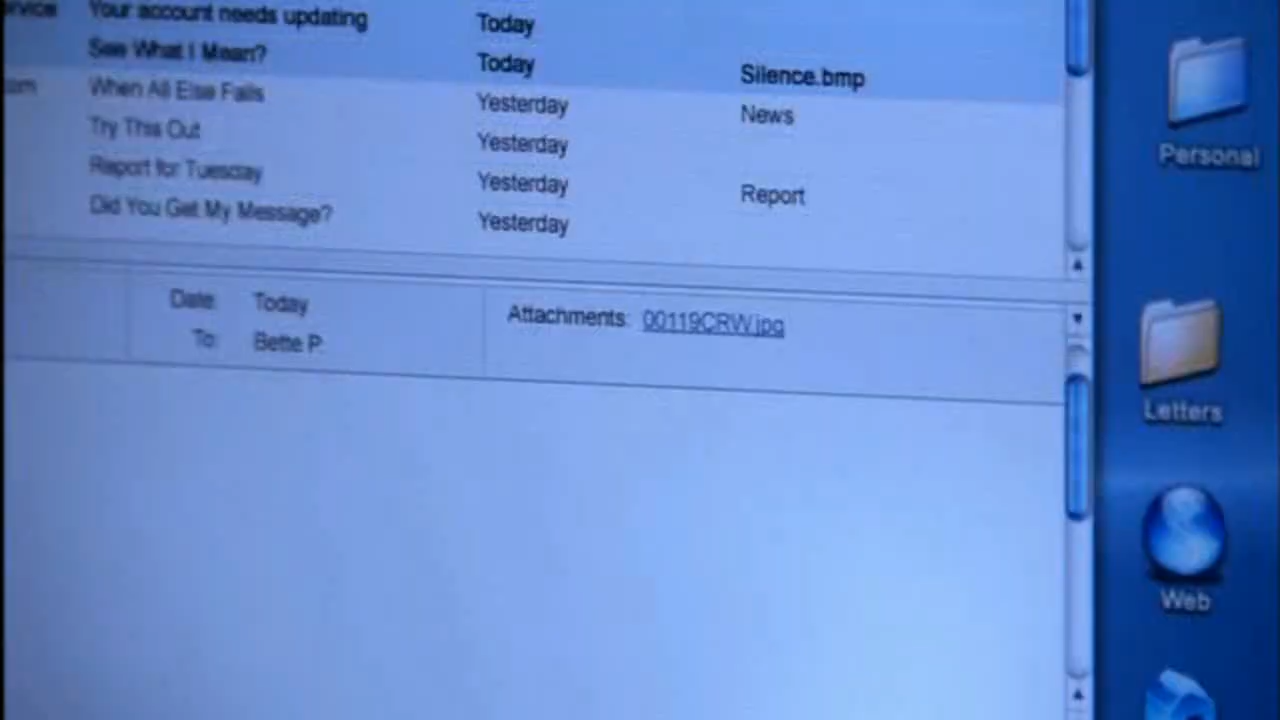 Your account needs updating Today
See What I Mean? Today Silence.bmp
When All Else Fails Yesterday News
Try This Out Yesterday
Report for Tuesday Yesterday Report
Did You Get My Message? Yesterday
Date: Today Attachments: 00119CRW.jpg
To: Bette P.
Personal
Letters
Web